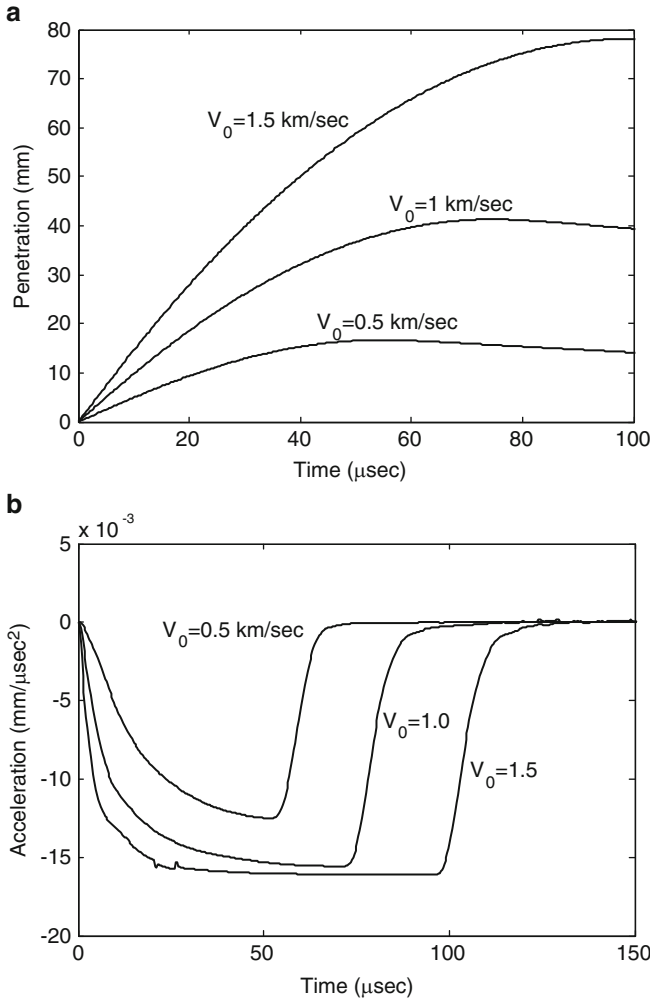 a
80
70
60
50
40
30
20
10
0
Penetration (mm)
V0=1.5 km/sec
V0=1 km/sec
V0=0.5 km/sec
0 20 40 60 80 100
Time (μsec)
b
x 10 -3
5
0
-5
-10
-15
-20
Acceleration (mm/μsec2)
V0=0.5 km/sec
V0=1.0
V0=1.5
0 50 100 150
Time (μsec)